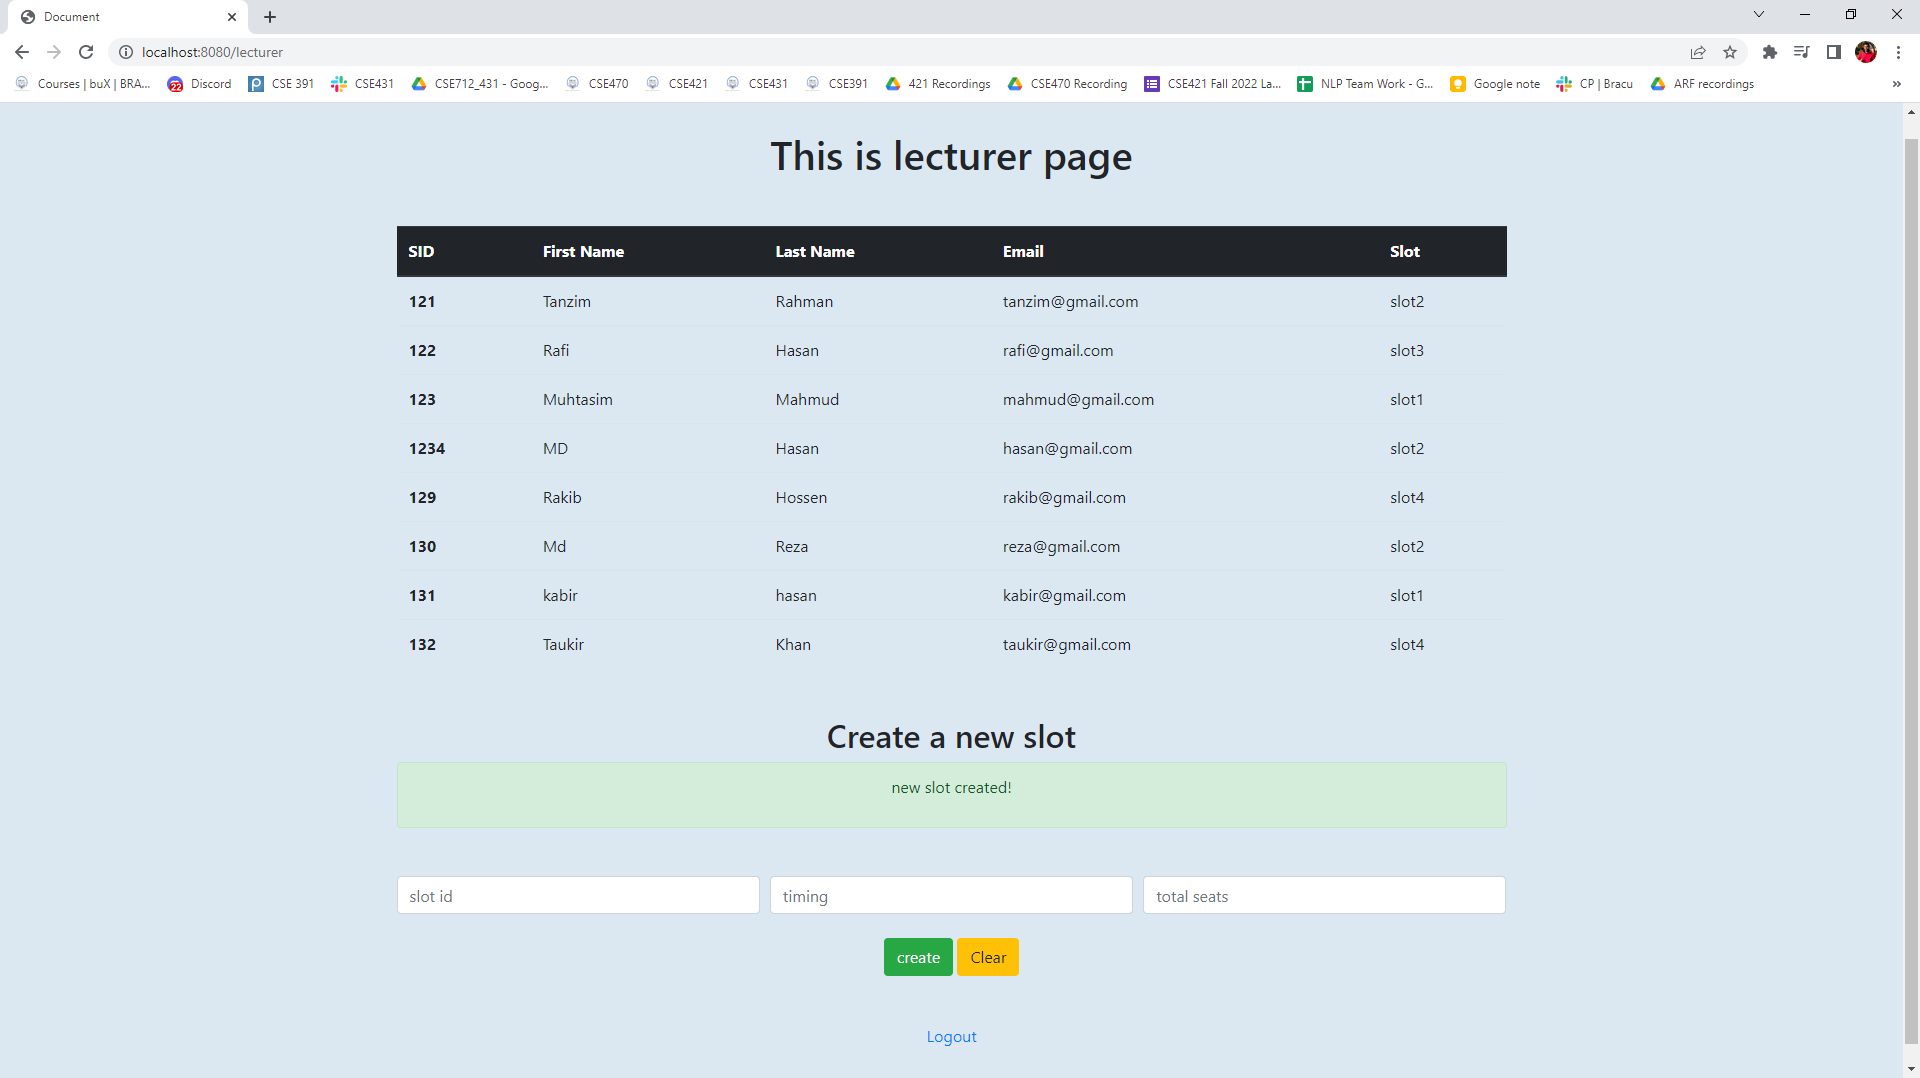 Document
localhost:8080/lecturer
Courses | buX | BRA... 22 Discord P CSE 391 CSE431 CSE712_431 - Goog... CSE470 CSE421 CSE431 CSE391 421 Recordings CSE470 Recording CSE421 Fall 2022 La... NLP Team Work - G... Google note CP | Bracu ARF recordings »
This is lecturer page
SID First Name Last Name Email Slot
121 Tanzim Rahman tanzim@gmail.com slot2
122 Rafi Hasan rafi@gmail.com slot3
123 Muhtasim Mahmud mahmud@gmail.com slot1
1234 MD Hasan hasan@gmail.com slot2
129 Rakib Hossen rakib@gmail.com slot4
130 Md Reza reza@gmail.com slot2
131 kabir hasan kabir@gmail.com slot1
132 Taukir Khan taukir@gmail.com slot4
Create a new slot
new slot created!
slot id timing total seats
create Clear
Logout